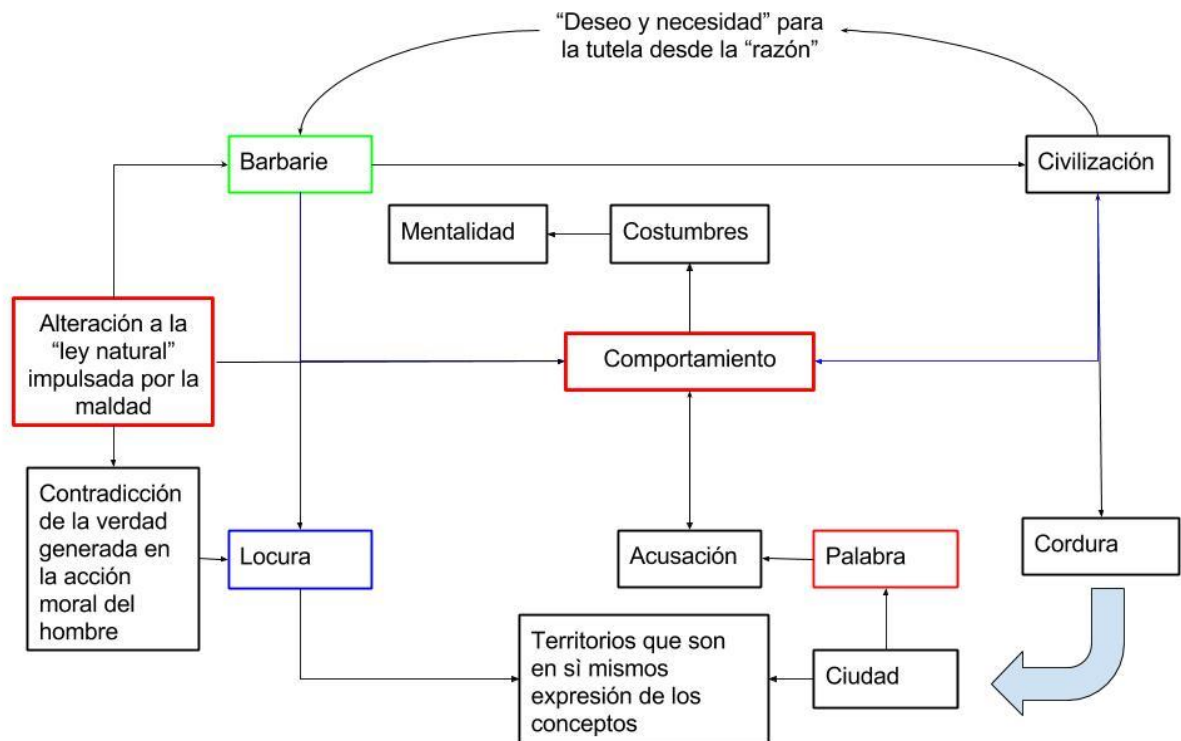 “Deseo y necesidad” para
la tutela desde la “razón”
Barbarie
Civilización
Mentalidad
Costumbres
Alteración a la
“ley natural”
impulsada por la
maldad
Comportamiento
Contradicción
de la verdad
generada en
la acción
moral del
hombre
Locura
Acusación
Palabra
Cordura
Territorios que son
en sì mismos
expresión de los
conceptos
Ciudad